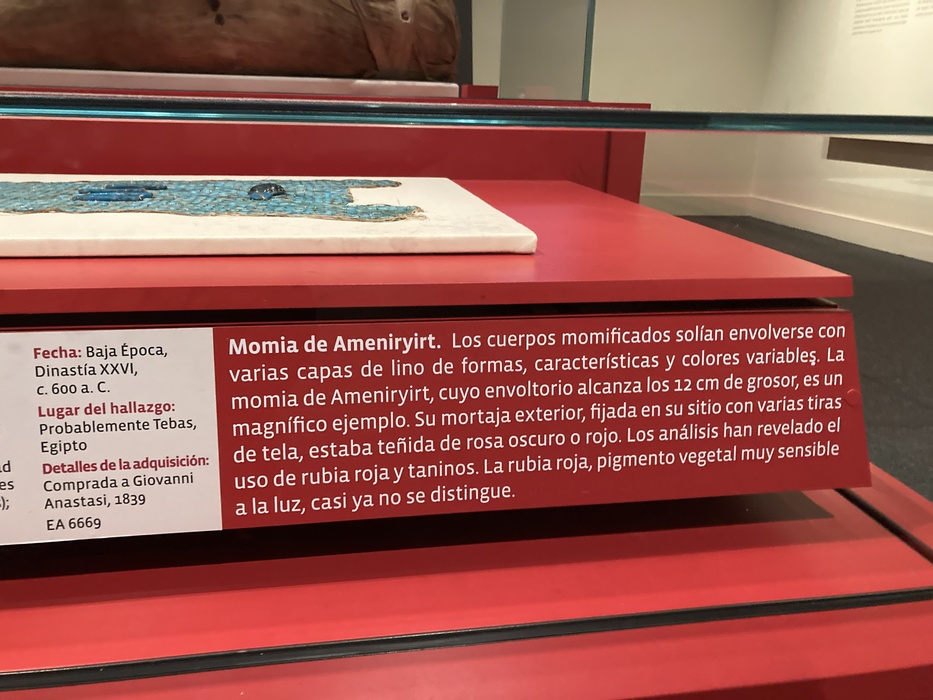 Fecha: Baja Época,
Dinastía XXVI,
c. 600 a. C.
Lugar del hallazgo:
Probablemente Tebas,
Egipto
Detalles de la adquisición:
Comprada a Giovanni
Anastasi, 1839
EA 6669
Momia de Ameniryirt. Los cuerpos momificados solían envolverse con
varias capas de lino de formas, características y colores variables. La
momia de Ameniryirt, cuyo envoltorio alcanza los 12 cm de grosor, es un
magnífico ejemplo. Su mortaja exterior, fijada en su sitio con varias tiras
de tela, estaba teñida de rosa oscuro o rojo. Los análisis han revelado el
uso de rubia roja y taninos. La rubia roja, pigmento vegetal muy sensible
a la luz, casi ya no se distingue.